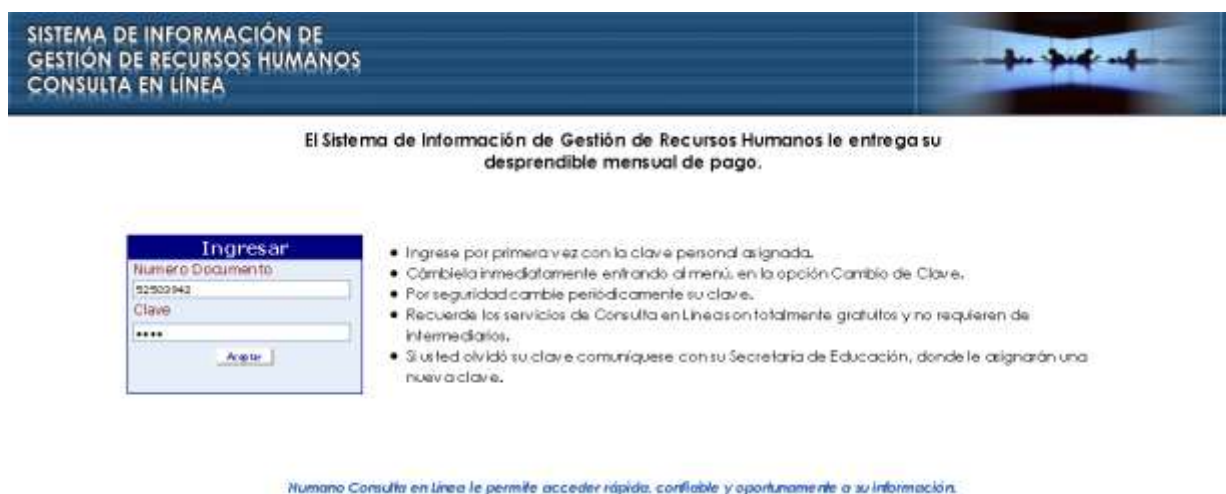 SISTEMA DE INFORMACIÓN DE
GESTIÓN DE RECURSOS HUMANOS
CONSULTA EN LÍNEA
El Sistema de Información de Gestión de Recursos Humanos le entrega su
desprendible mensual de pago.
Ingresar
Numero Documento
52503942
Clave
••••
Aceptar
• Ingrese por primera vez con la clave personal asignada.
• Cámbiela inmediatamente entrando al menú, en la opción Cambio de Clave.
• Por seguridad cambie periódicamente su clave.
• Recuerde los servicios de Consulta en Linea son totalmente gratuitos y no requieren de
intermediarios.
• Si usted olvidó su clave comuníquese con su Secretaría de Educación, donde le asignarán una
nueva clave.
Humano Consulta en Línea le permite acceder rápida, confiable y oportunamente a su información.